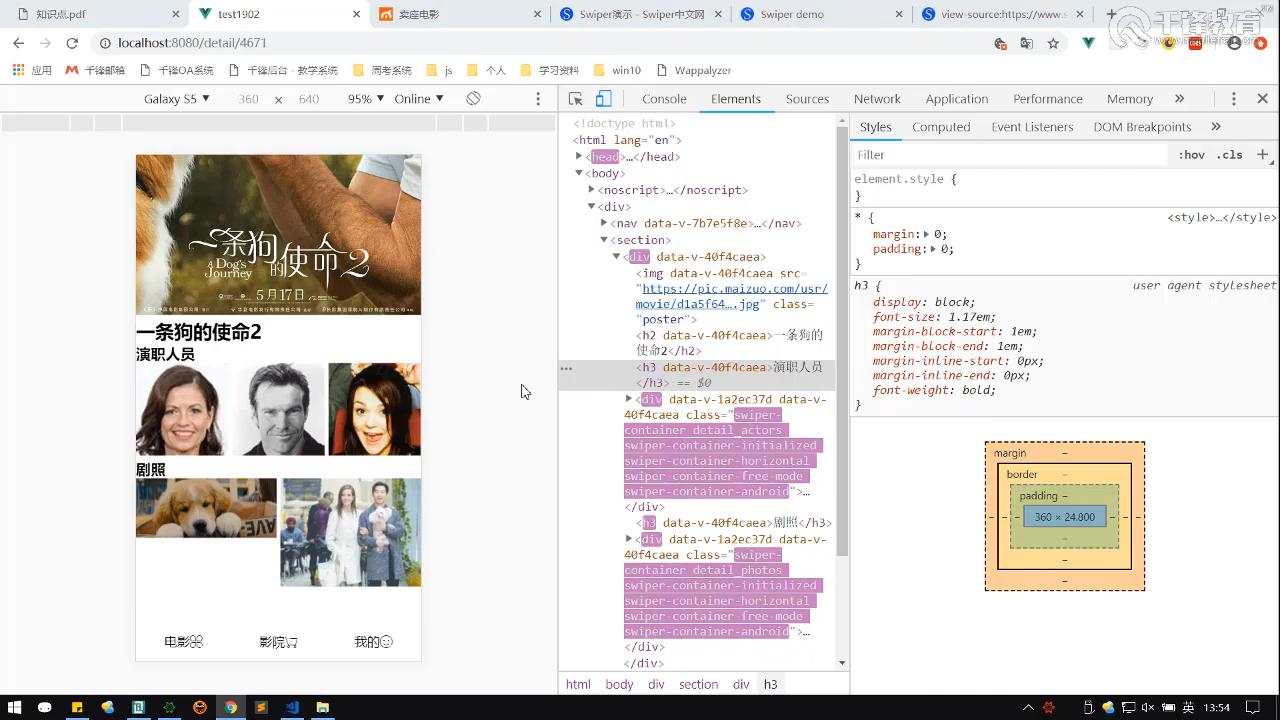 知识点.pdf
test1902
卖座电影
Swiper演示 - Swiper中文网
Swiper demo
view-source:https://www.s
千锋教育
localhost:8080/detail/4671
应用
千锋邮箱
千锋OA系统
千锋后台 - 教学系统
周考系统
js
个人
学习资料
win10
Wappalyzer
Galaxy S5 ▼ 360 × 640 95% ▼ Online ▼
Console Elements Sources Network Application Performance Memory »
Styles Computed Event Listeners DOM Breakpoints »
Filter :hov .cls +
<!doctype html>
<html lang="en">
<head>…</head>
<body>
<noscript>…</noscript>
<div>
<nav data-v-7b7e5f8e>…</nav>
<section>
<div data-v-40f4caea>
<img data-v-40f4caea src=
"https://pic.maizuo.com/usr/
movie/d1a5f64….jpg" class=
"poster">
<h2 data-v-40f4caea>一条狗的
使命2</h2>
<h3 data-v-40f4caea>演职人员
</h3> == $0
<div data-v-1a2ec37d data-v-
40f4caea class="swiper-
container detail_actors
swiper-container-initialized
swiper-container-horizontal
swiper-container-free-mode
swiper-container-android">…
</div>
<h3 data-v-40f4caea>剧照</h3>
<div data-v-1a2ec37d data-v-
40f4caea class="swiper-
container detail_photos
swiper-container-initialized
swiper-container-horizontal
swiper-container-free-mode
swiper-container-android">…
</div>
</div>
html body div section div h3
element.style {
}
* { <style>…</style>
margin: 0;
padding: 0;
}
h3 { user agent stylesheet
display: block;
font-size: 1.17em;
margin-block-start: 1em;
margin-block-end: 1em;
margin-inline-start: 0px;
margin-inline-end: 0px;
font-weight: bold;
}
margin –
border –
padding –
360 × 24.800
一条狗的使命2
A Dog's Journey
5月17日
一条狗的使命2
演职人员
剧照
电影
影院
我的
英
13:54